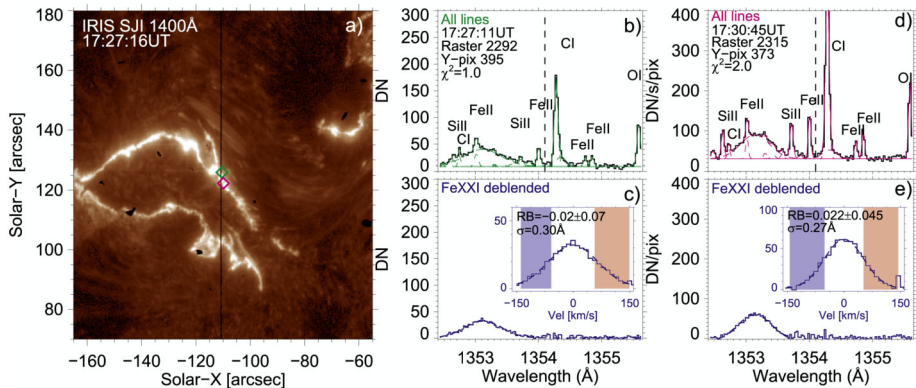 IRIS SJI 1400Å
17:27:16UT
a)
180
160
140
120
100
80
Solar−Y [arcsec]
−160
−140
−120
−100
−80
−60
Solar−X [arcsec]
All lines
17:27:11UT
Raster 2292
Y−pix 395
χ²=1.0
b)
CI
OI
SiII
CI
FeII
SiII
FeII
FeII
FeII
300
250
200
150
100
50
0
DN
FeXXI deblended
c)
RB=−0.02±0.07
σ=0.30Å
50
0
−150
0
150
Vel [km/s]
300
250
200
150
100
50
0
DN
1353
1354
1355
Wavelength (Å)
All lines
17:30:45UT
Raster 2315
Y−pix 373
χ²=2.0
d)
CI
OI
SiII
CI
FeII
SiII
FeII
FeII
FeII
400
300
200
100
0
DN/s/pix
FeXXI deblended
e)
RB=0.022±0.045
σ=0.27Å
100
50
0
−150
0
150
Vel [km/s]
400
300
200
100
0
DN/pix
1353
1354
1355
Wavelength (Å)